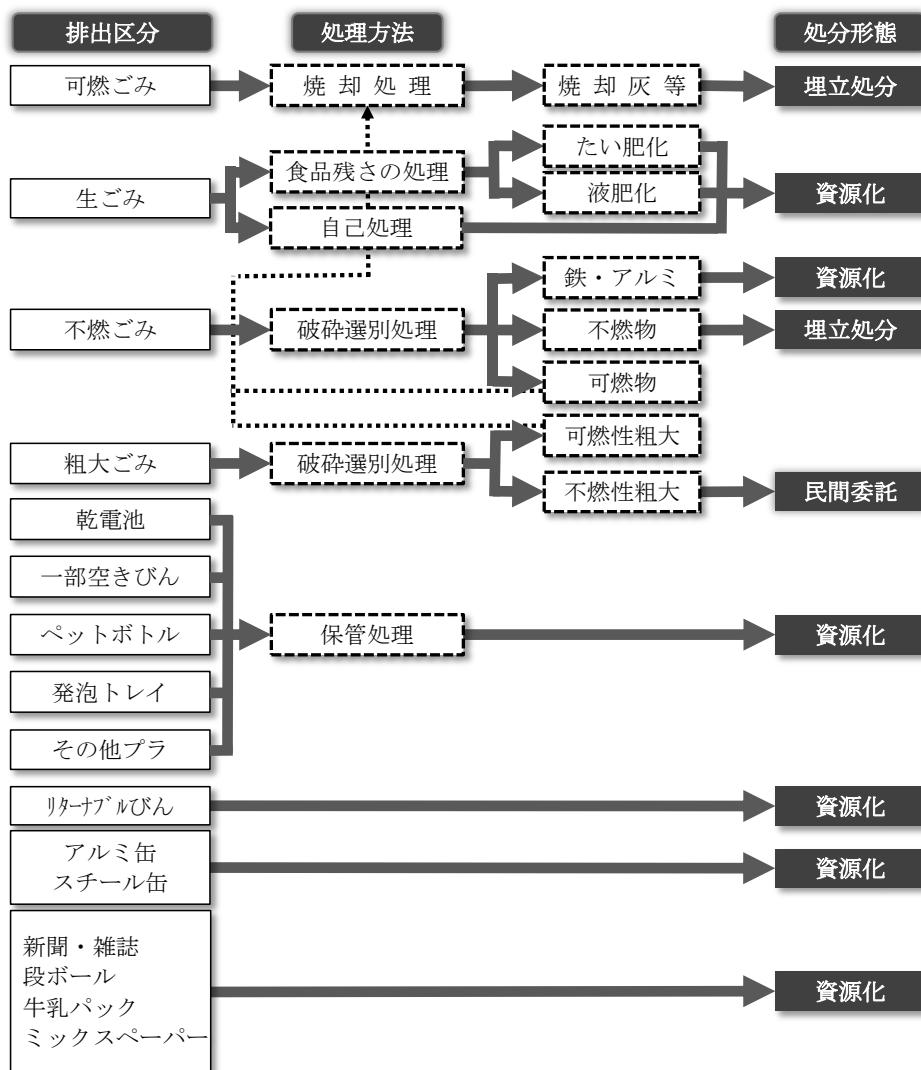 排出区分
処理方法
処分形態
可燃ごみ
焼却処理
焼却灰等
埋立処分
生ごみ
食品残さの処理
たい肥化
液肥化
資源化
自己処理
不燃ごみ
破砕選別処理
鉄・アルミ
資源化
不燃物
埋立処分
可燃物
粗大ごみ
破砕選別処理
可燃性粗大
不燃性粗大
民間委託
乾電池
一部空きびん
ペットボトル
保管処理
資源化
発泡トレイ
その他プラ
ﾘﾀｰﾅﾌﾞﾙびん
資源化
アルミ缶
スチール缶
資源化
新聞・雑誌
段ボール
牛乳パック
ミックスペーパー
資源化